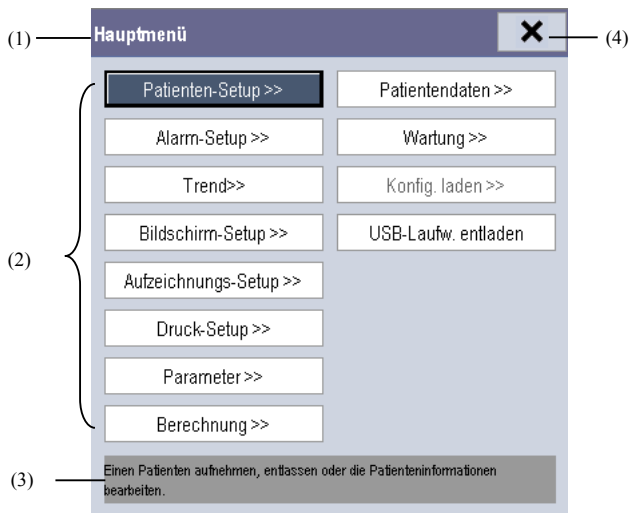 (1)
Hauptmenü
(4)
(2)
Patienten-Setup >>
Alarm-Setup >>
Trend>>
Bildschirm-Setup >>
Aufzeichnungs-Setup >>
Druck-Setup >>
Parameter >>
Berechnung >>
Patientendaten >>
Wartung >>
Konfig. laden >>
USB-Laufw. entladen
(3)
Einen Patienten aufnehmen, entlassen oder die Patienteninformationen
bearbeiten.